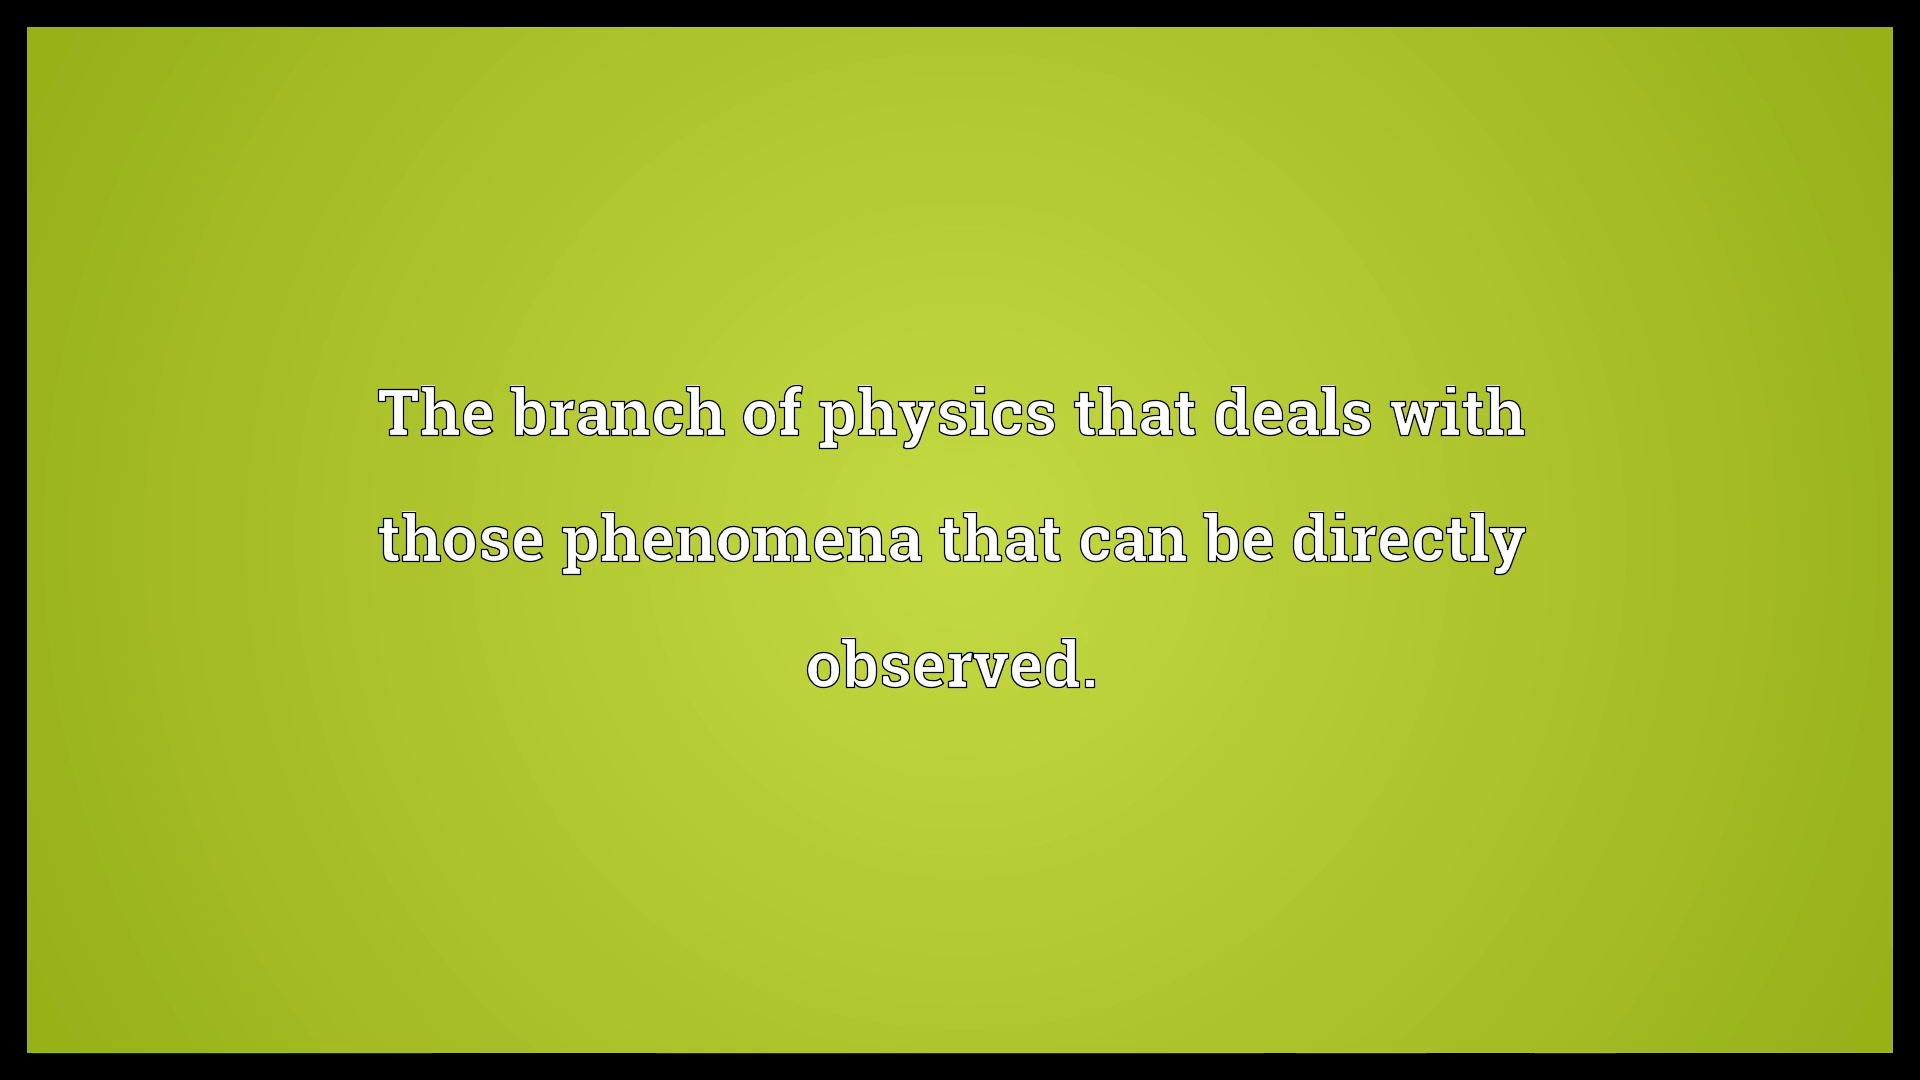 The branch of physics that deals with
those phenomena that can be directly
observed.